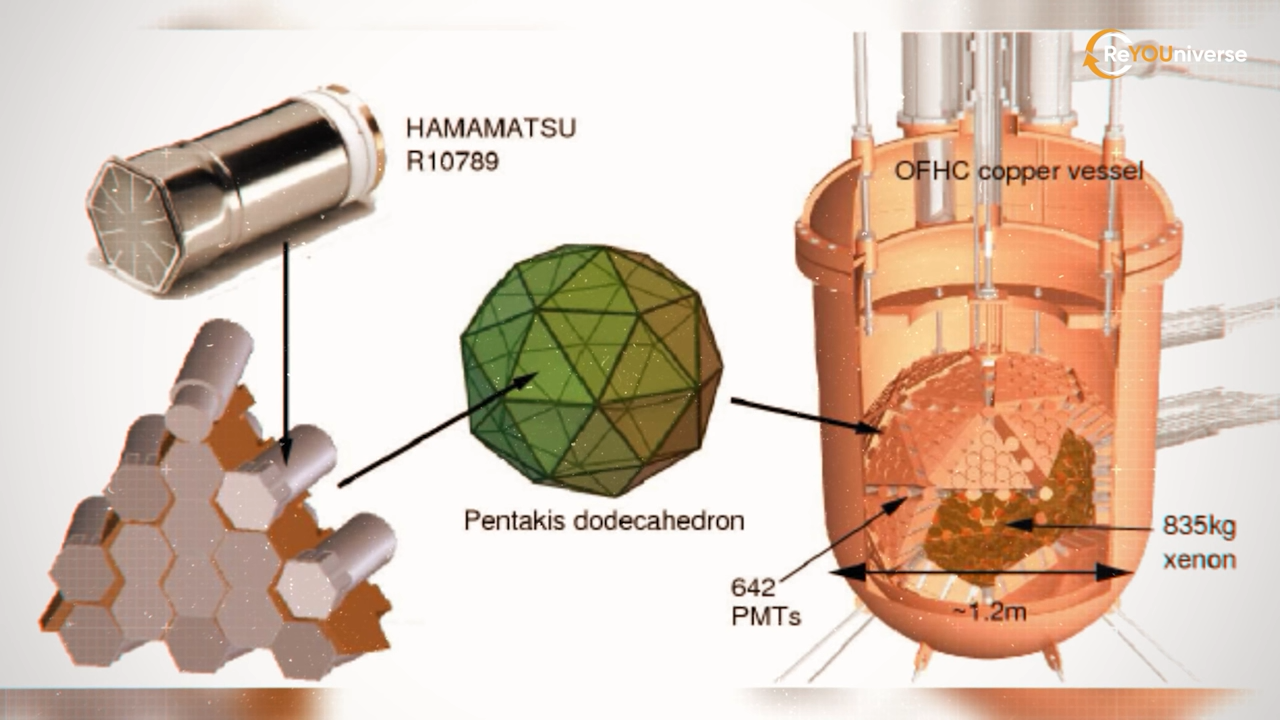 ReYOUniverse
HAMAMATSU
R10789
OFHC copper vessel
Pentakis dodecahedron
835kg
xenon
642
PMTs
~1.2m